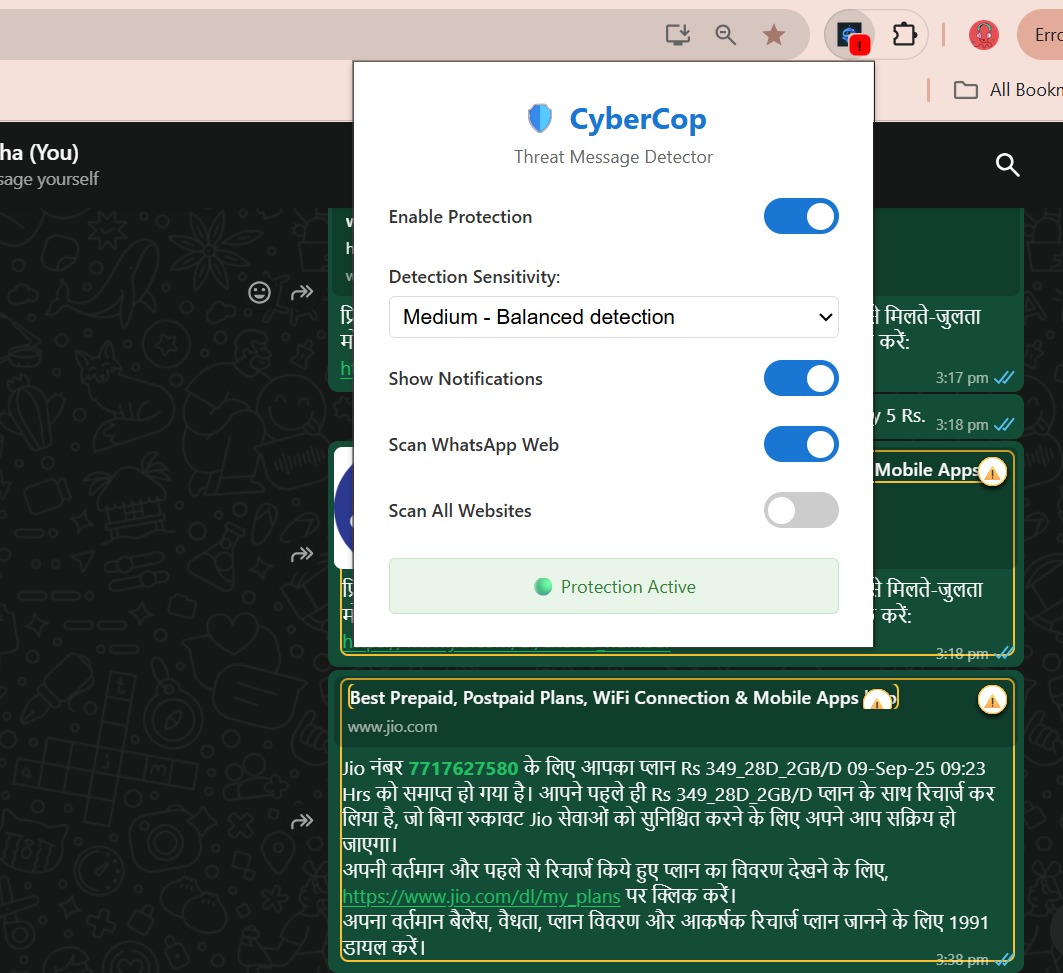 All
ha (You)
sage yourself
CyberCop
Threat Message Detector
Enable Protection
Detection Sensitivity:
Medium - Balanced detection
Show Notifications
Scan WhatsApp Web
Scan All Websites
Protection Active
से मिलते-जुलता
करें:
3:17 pm
5 Rs.
3:18 pm
Mobile Apps
से मिलते-जुलता
करें:
3:18 pm
Best Prepaid, Postpaid Plans, WiFi Connection & Mobile Apps
www.jio.com
Jio नंबर 7717627580 के लिए आपका प्लान Rs 349_28D_2GB/D 09-Sep-25 09:23
Hrs को समाप्त हो गया है। आपने पहले ही Rs 349_28D_2GB/D प्लान के साथ रिचार्ज कर
लिया है, जो बिना रुकावट Jio सेवाओं को सुनिश्चित करने के लिए अपने आप सक्रिय हो
जाएगा।
अपनी वर्तमान और पहले से रिचार्ज किये हुए प्लान का विवरण देखने के लिए,
https://www.jio.com/dl/my_plans पर क्लिक करें।
अपना वर्तमान बैलेंस, वैधता, प्लान विवरण और आकर्षक रिचार्ज प्लान जानने के लिए 1991
डायल करें।
3:38 pm